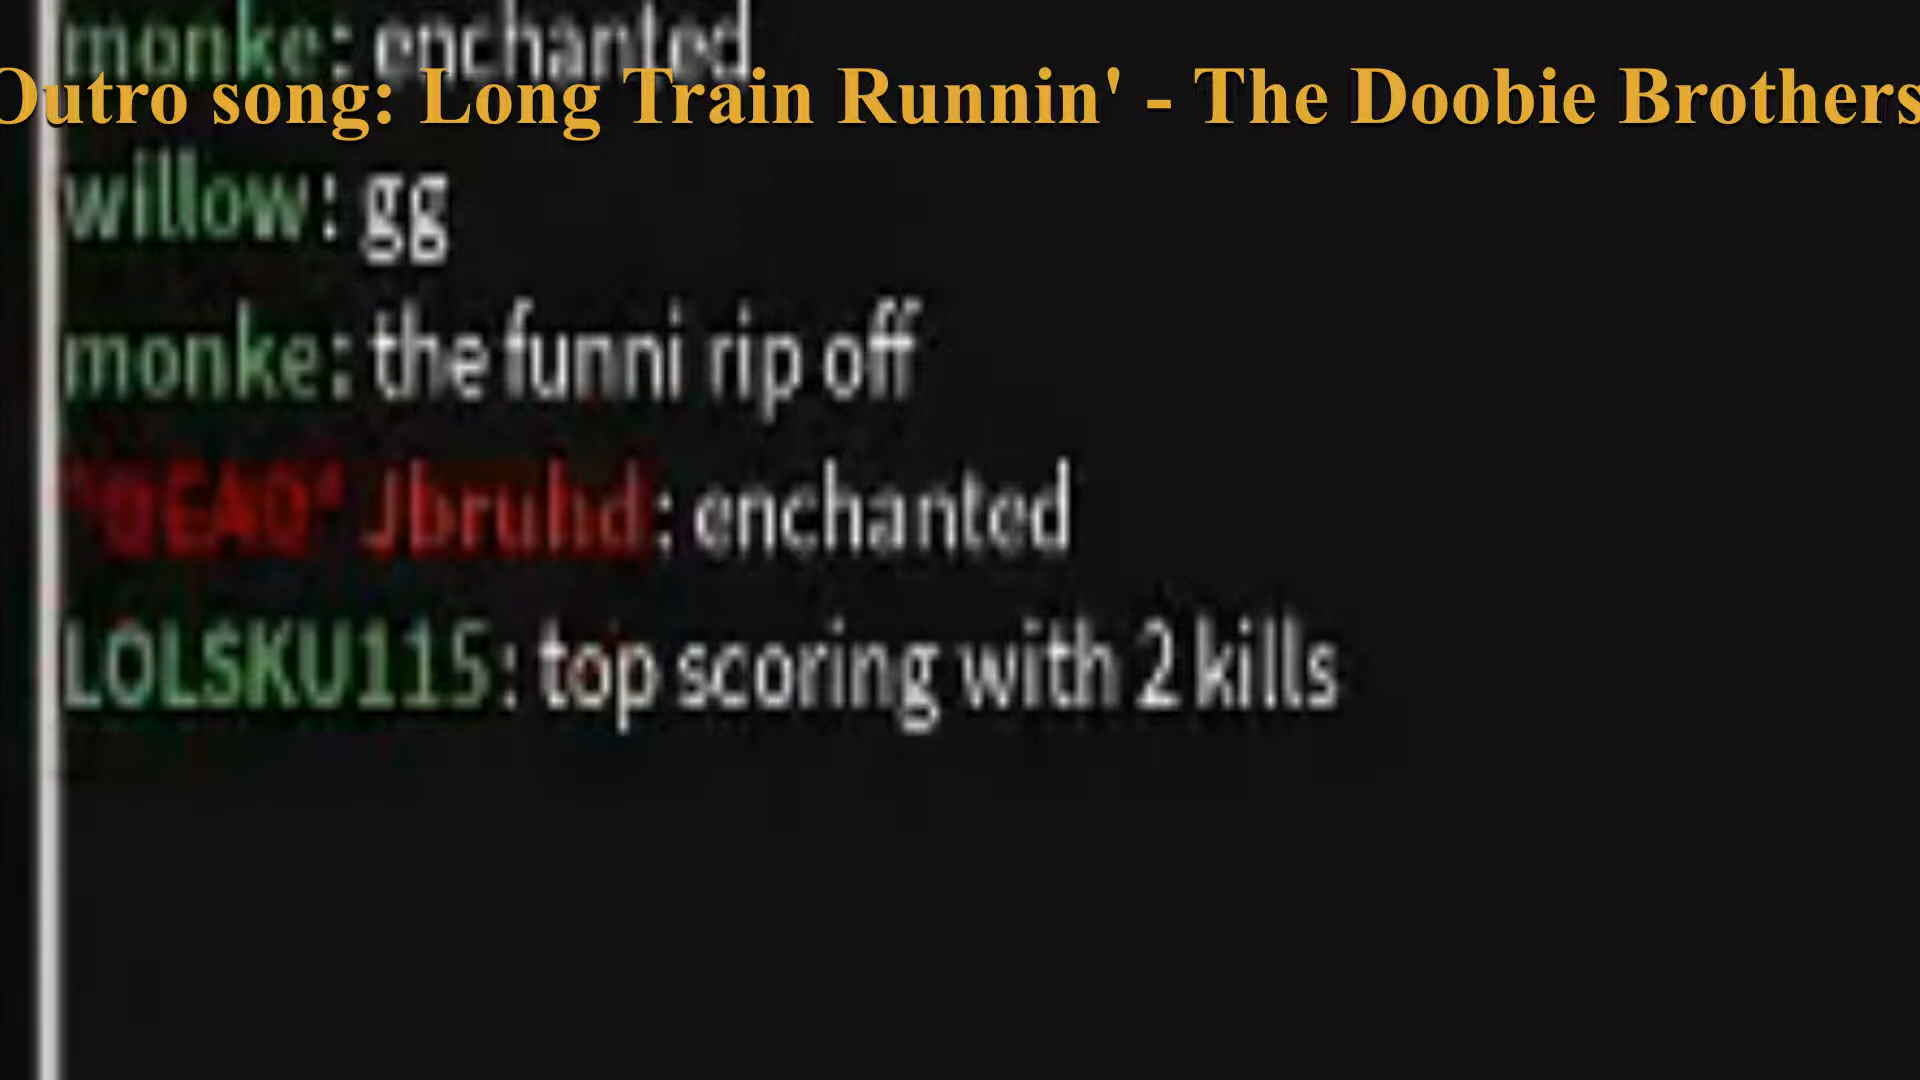 monke: enchanted
Outro song: Long Train Runnin' - The Doobie Brothers
willow: gg
monke: the funni rip off
*DEAD* Jbruhd: enchanted
LOLSKU115: top scoring with 2 kills